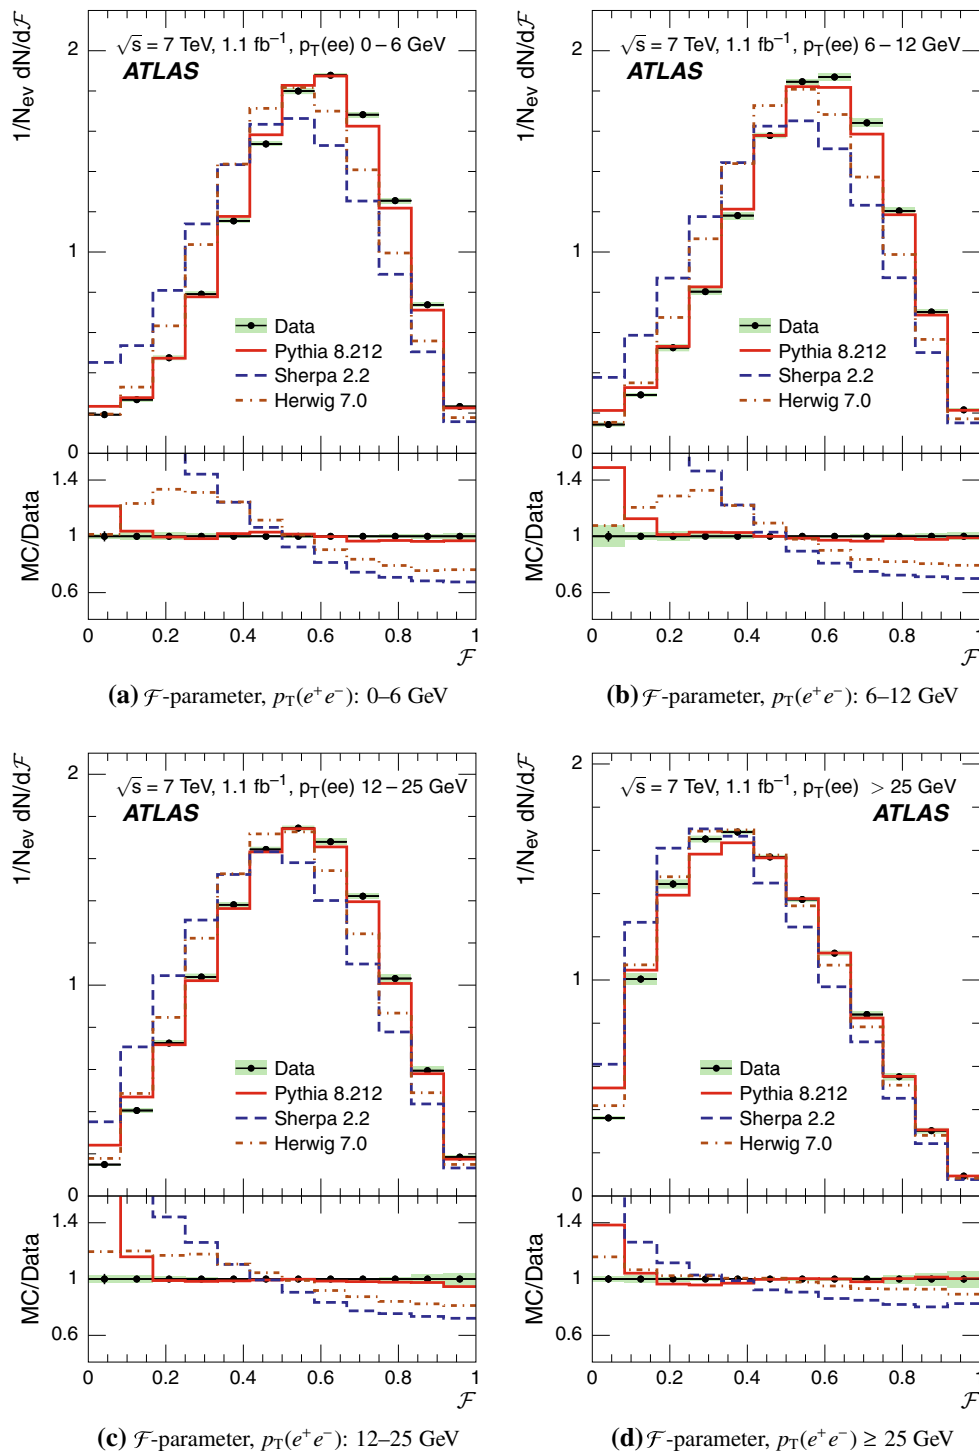 √s = 7 TeV, 1.1 fb⁻¹, p_T(ee) 0 – 6 GeV
ATLAS
1/N_ev dN/dℱ
2
1
0
Data
Pythia 8.212
Sherpa 2.2
Herwig 7.0
MC/Data
1.4
1
0.6
0 0.2 0.4 0.6 0.8 1
ℱ
(a) ℱ-parameter, p_T(e⁺e⁻): 0–6 GeV
√s = 7 TeV, 1.1 fb⁻¹, p_T(ee) 6 – 12 GeV
ATLAS
1/N_ev dN/dℱ
2
1
0
Data
Pythia 8.212
Sherpa 2.2
Herwig 7.0
MC/Data
1.4
1
0.6
0 0.2 0.4 0.6 0.8 1
ℱ
(b) ℱ-parameter, p_T(e⁺e⁻): 6–12 GeV
√s = 7 TeV, 1.1 fb⁻¹, p_T(ee) 12 – 25 GeV
ATLAS
1/N_ev dN/dℱ
2
1
0
Data
Pythia 8.212
Sherpa 2.2
Herwig 7.0
MC/Data
1.4
1
0.6
0 0.2 0.4 0.6 0.8 1
ℱ
(c) ℱ-parameter, p_T(e⁺e⁻): 12–25 GeV
√s = 7 TeV, 1.1 fb⁻¹, p_T(ee) > 25 GeV
ATLAS
1/N_ev dN/dℱ
2
1
0
Data
Pythia 8.212
Sherpa 2.2
Herwig 7.0
MC/Data
1.4
1
0.6
0 0.2 0.4 0.6 0.8 1
ℱ
(d) ℱ-parameter, p_T(e⁺e⁻) ≥ 25 GeV